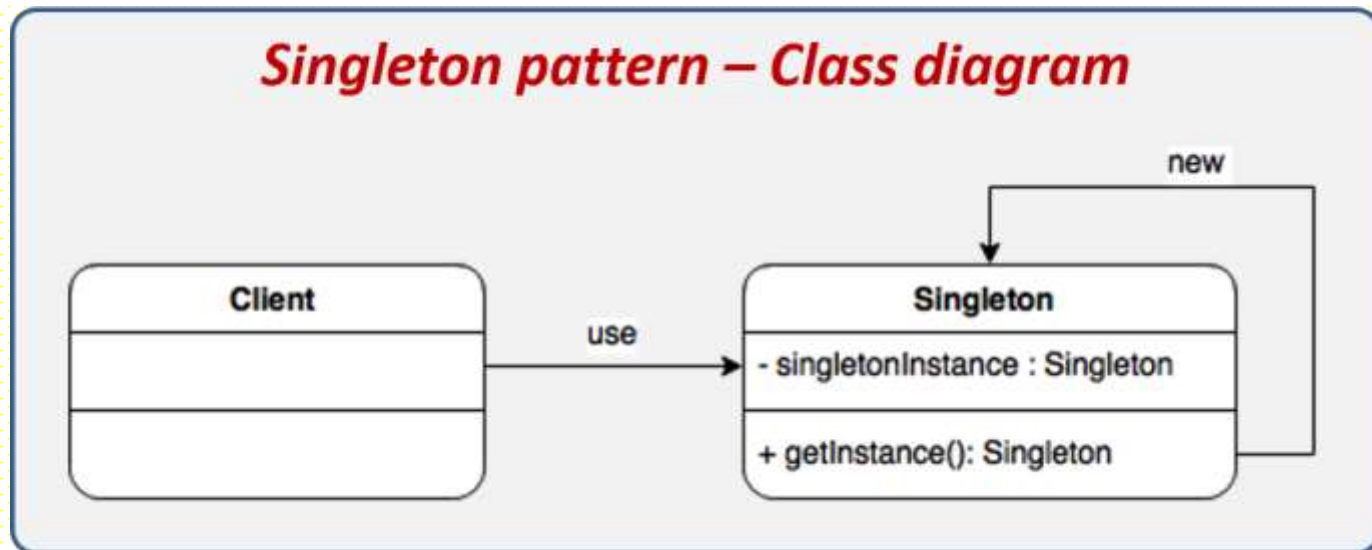 Singleton pattern – Class diagram
new
Client
Singleton
use
- singletonInstance : Singleton
+ getInstance(): Singleton